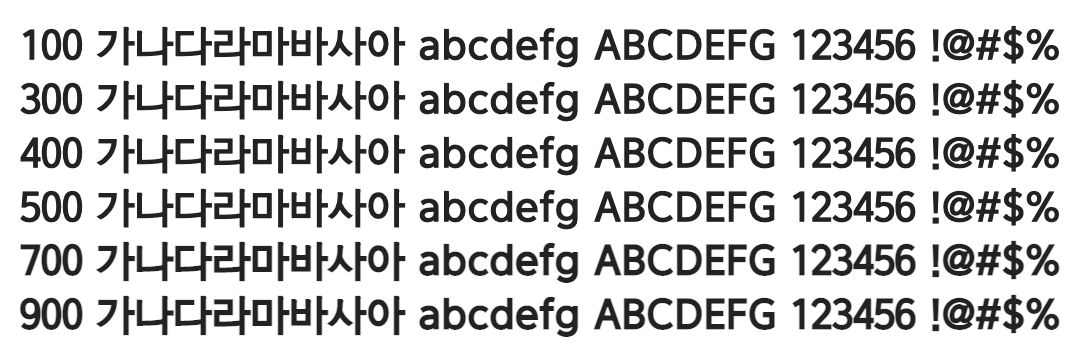 100 가나다라마바사아 abcdefg ABCDEFG 123456 !@#$%
300 가나다라마바사아 abcdefg ABCDEFG 123456 !@#$%
400 가나다라마바사아 abcdefg ABCDEFG 123456 !@#$%
500 가나다라마바사아 abcdefg ABCDEFG 123456 !@#$%
700 가나다라마바사아 abcdefg ABCDEFG 123456 !@#$%
900 가나다라마바사아 abcdefg ABCDEFG 123456 !@#$%